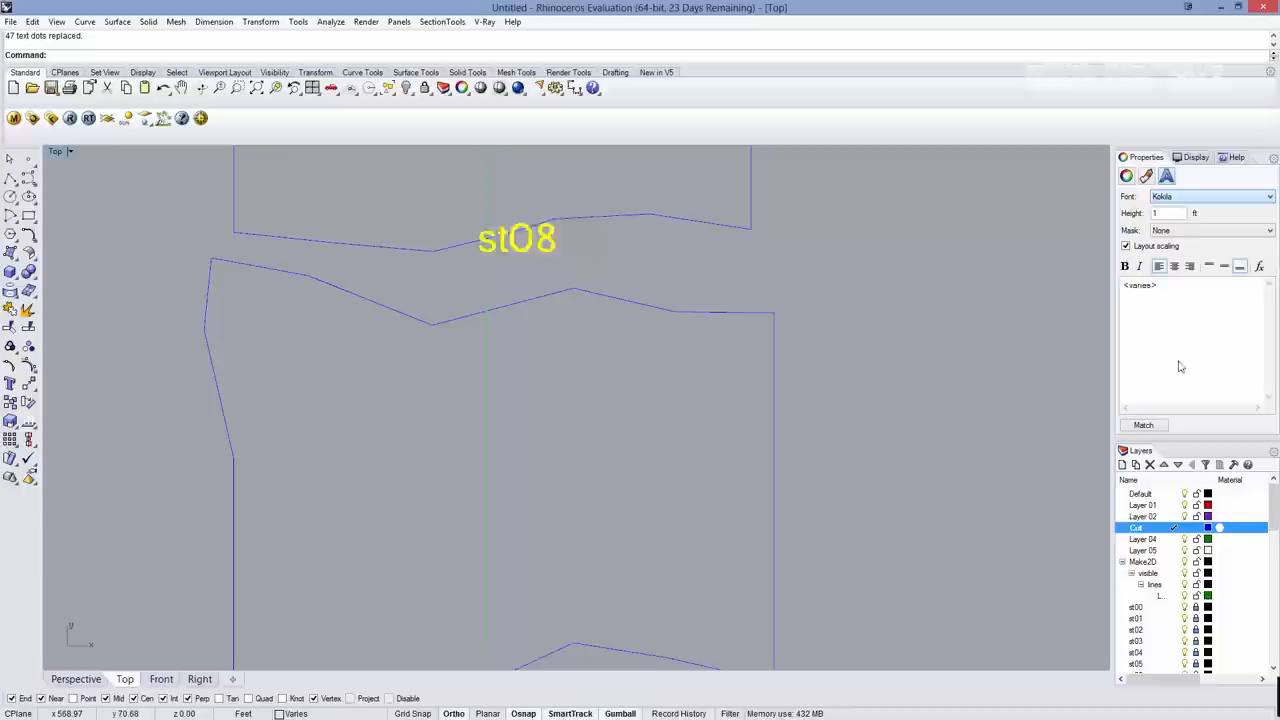 Untitled - Rhinoceros Evaluation (64-bit, 23 Days Remaining) - [Top]
File Edit View Curve Surface Solid Mesh Dimension Transform Tools Analyze Render Panels SectionTools V-Ray Help
47 text dots replaced.
Command:
Standard CPlanes Set View Display Select Viewport Layout Visibility Transform Curve Tools Surface Tools Solid Tools Mesh Tools Render Tools Drafting New in V5
Top
Properties Display Help
Font: Kokila
Height: 1 ft
Mask: None
Layout scaling
B I
<varies>
st08
Match
Layers
Name Material
Default
Layer 01
Layer 02
Cut
Layer 04
Layer 05
Make2D
visible
lines
L...
st00
st01
st02
st03
st04
st05
y
x
Perspective Top Front Right
End Near Point Mid Cen Int Perp Tan Quad Knot Vertex Project Disable
CPlane x 568.97 y 70.68 z 0.00 Feet Varies Grid Snap Ortho Planar Osnap SmartTrack Gumball Record History Filter Memory use: 432 MB